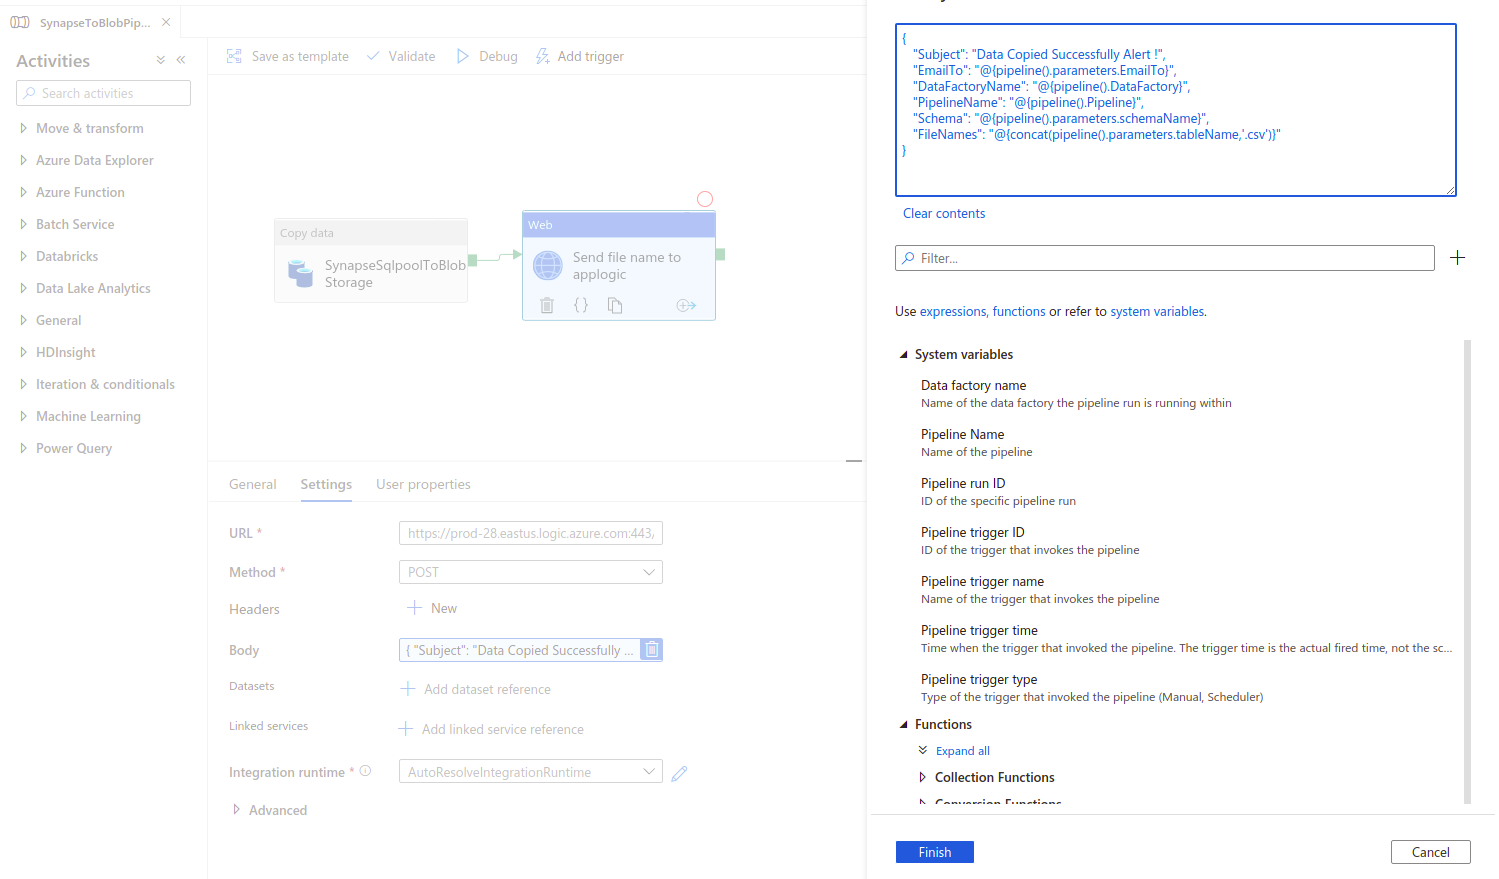 SynapseToBlobPip...
Activities
Search activities
Move & transform
Azure Data Explorer
Azure Function
Batch Service
Databricks
Data Lake Analytics
General
HDInsight
Iteration & conditionals
Machine Learning
Power Query
Save as template
Validate
Debug
Add trigger
Copy data
SynapseSqlpoolToBlob
Storage
Web
Send file name to
applogic
General
Settings
User properties
URL *
https://prod-28.eastus.logic.azure.com:443/
Method *
POST
Headers
New
Body
{ "Subject": "Data Copied Successfully ...
Datasets
Add dataset reference
Linked services
Add linked service reference
Integration runtime *
AutoResolveIntegrationRuntime
Advanced
{
"Subject": "Data Copied Successfully Alert !",
"EmailTo": "@{pipeline().parameters.EmailTo}",
"DataFactoryName": "@{pipeline().DataFactory}",
"PipelineName": "@{pipeline().Pipeline}",
"Schema": "@{pipeline().parameters.schemaName}",
"FileNames": "@{concat(pipeline().parameters.tableName,'.csv')}"
}
Clear contents
Filter...
Use expressions, functions or refer to system variables.
System variables
Data factory name
Name of the data factory the pipeline run is running within
Pipeline Name
Name of the pipeline
Pipeline run ID
ID of the specific pipeline run
Pipeline trigger ID
ID of the trigger that invokes the pipeline
Pipeline trigger name
Name of the trigger that invokes the pipeline
Pipeline trigger time
Time when the trigger that invoked the pipeline. The trigger time is the actual fired time, not the sc...
Pipeline trigger type
Type of the trigger that invoked the pipeline (Manual, Scheduler)
Functions
Expand all
Collection Functions
Conversion Functions
Finish
Cancel